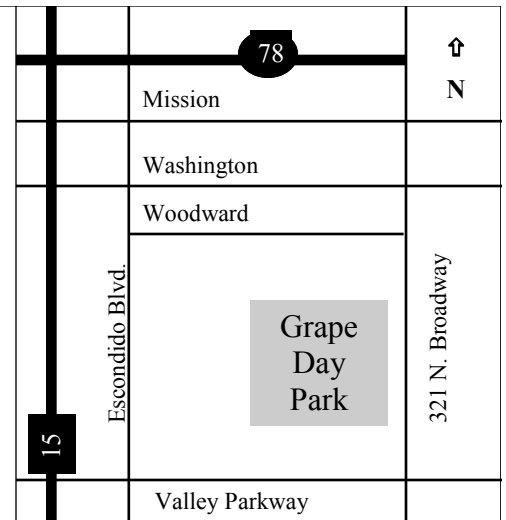 78
N
Mission
Washington
Woodward
Escondido Blvd.
Grape
Day
Park
321 N. Broadway
15
Valley Parkway